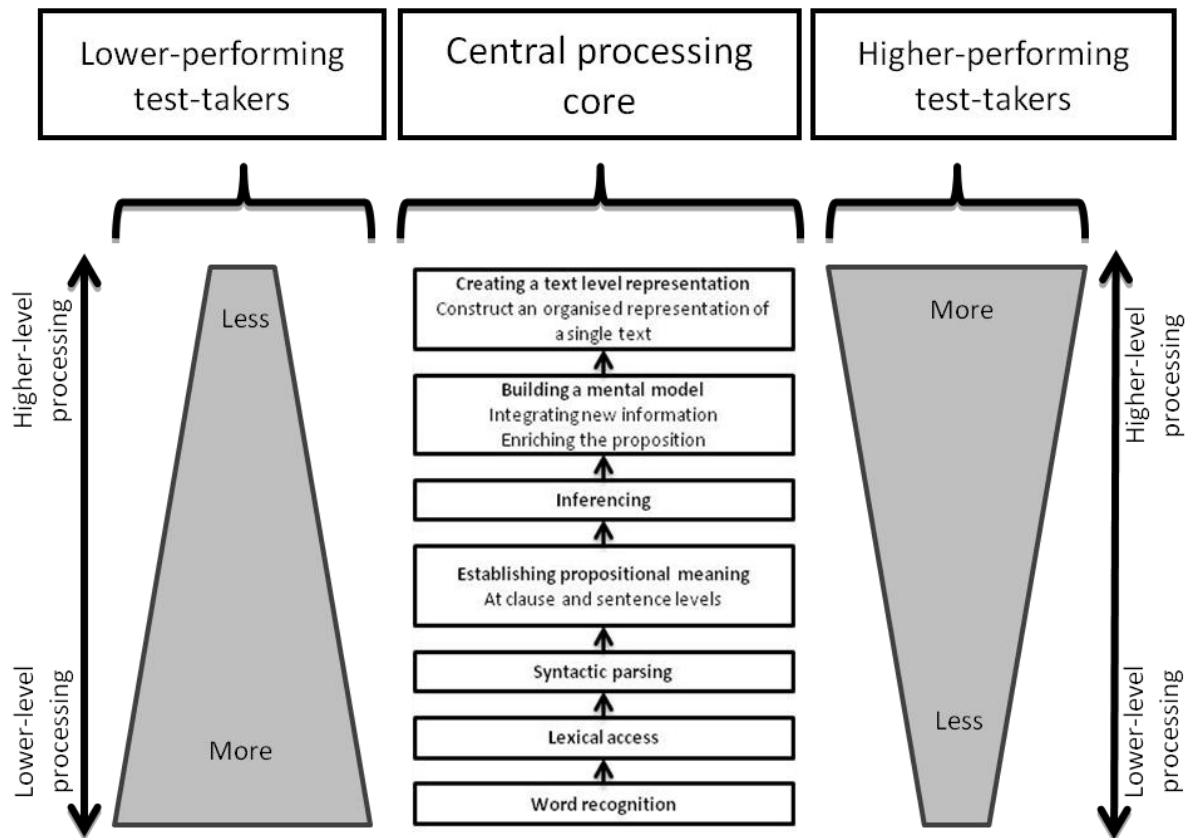 Lower-performing
test-takers
Central processing
core
Higher-performing
test-takers
Higher-level
processing
Lower-level
processing
Less
More
Creating a text level representation
Construct an organised representation of
a single text
Building a mental model
Integrating new information
Enriching the proposition
Inferencing
Establishing propositional meaning
At clause and sentence levels
Syntactic parsing
Lexical access
Word recognition
More
Less
Higher-level
processing
Lower-level
processing